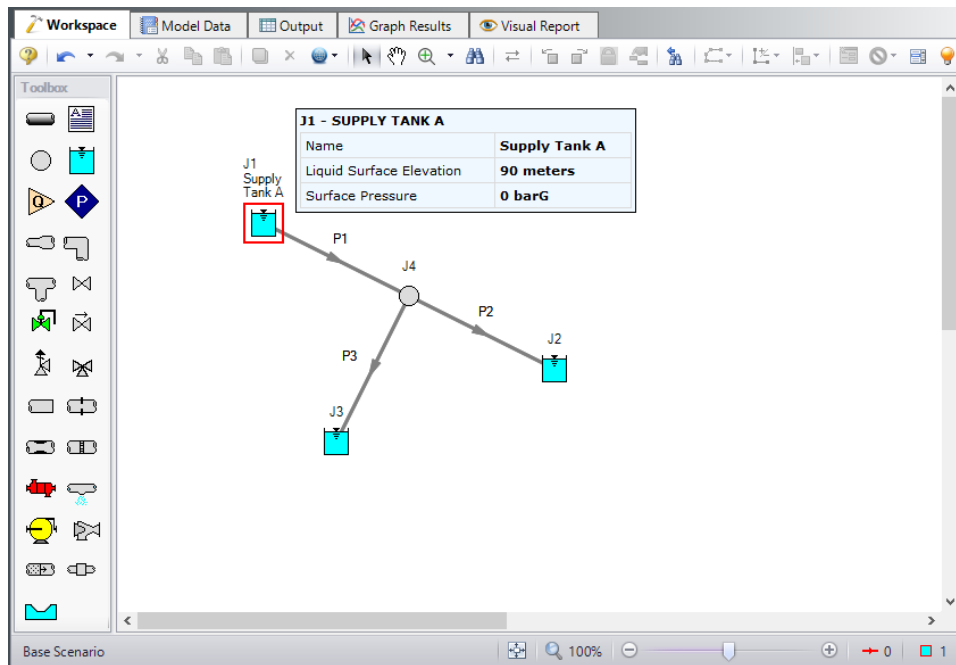 Workspace Model Data Output Graph Results Visual Report
Toolbox
A
Q P
J1 - SUPPLY TANK A
Name Supply Tank A
Liquid Surface Elevation 90 meters
Surface Pressure 0 barG
J1
Supply
Tank A
P1
J4
P2
J2
P3
J3
Base Scenario 100% 0 1